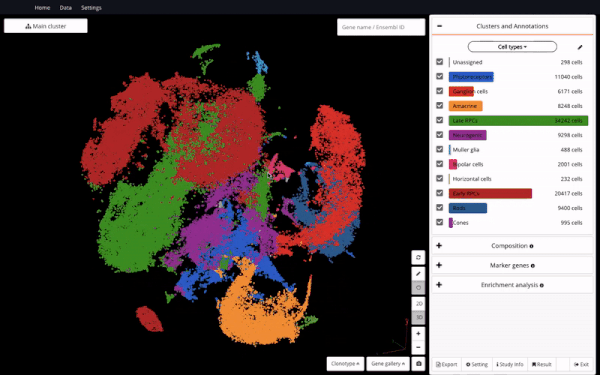 Home Data Settings
Main cluster
Gene name / Ensembl ID
Clusters and Annotations
Cell types
Unassigned 298 cells
Photoreceptors 11040 cells
Ganglion cells 6171 cells
Amacrine 8248 cells
Late RPCs 34242 cells
Neurogenic 9298 cells
Muller glia 488 cells
Bipolar cells 2001 cells
Horizontal cells 232 cells
Early RPCs 20417 cells
Rods 9400 cells
Cones 995 cells
Composition
Marker genes
Enrichment analysis
2D
3D
Clonotype
Gene gallery
Export Setting Study info Result Exit